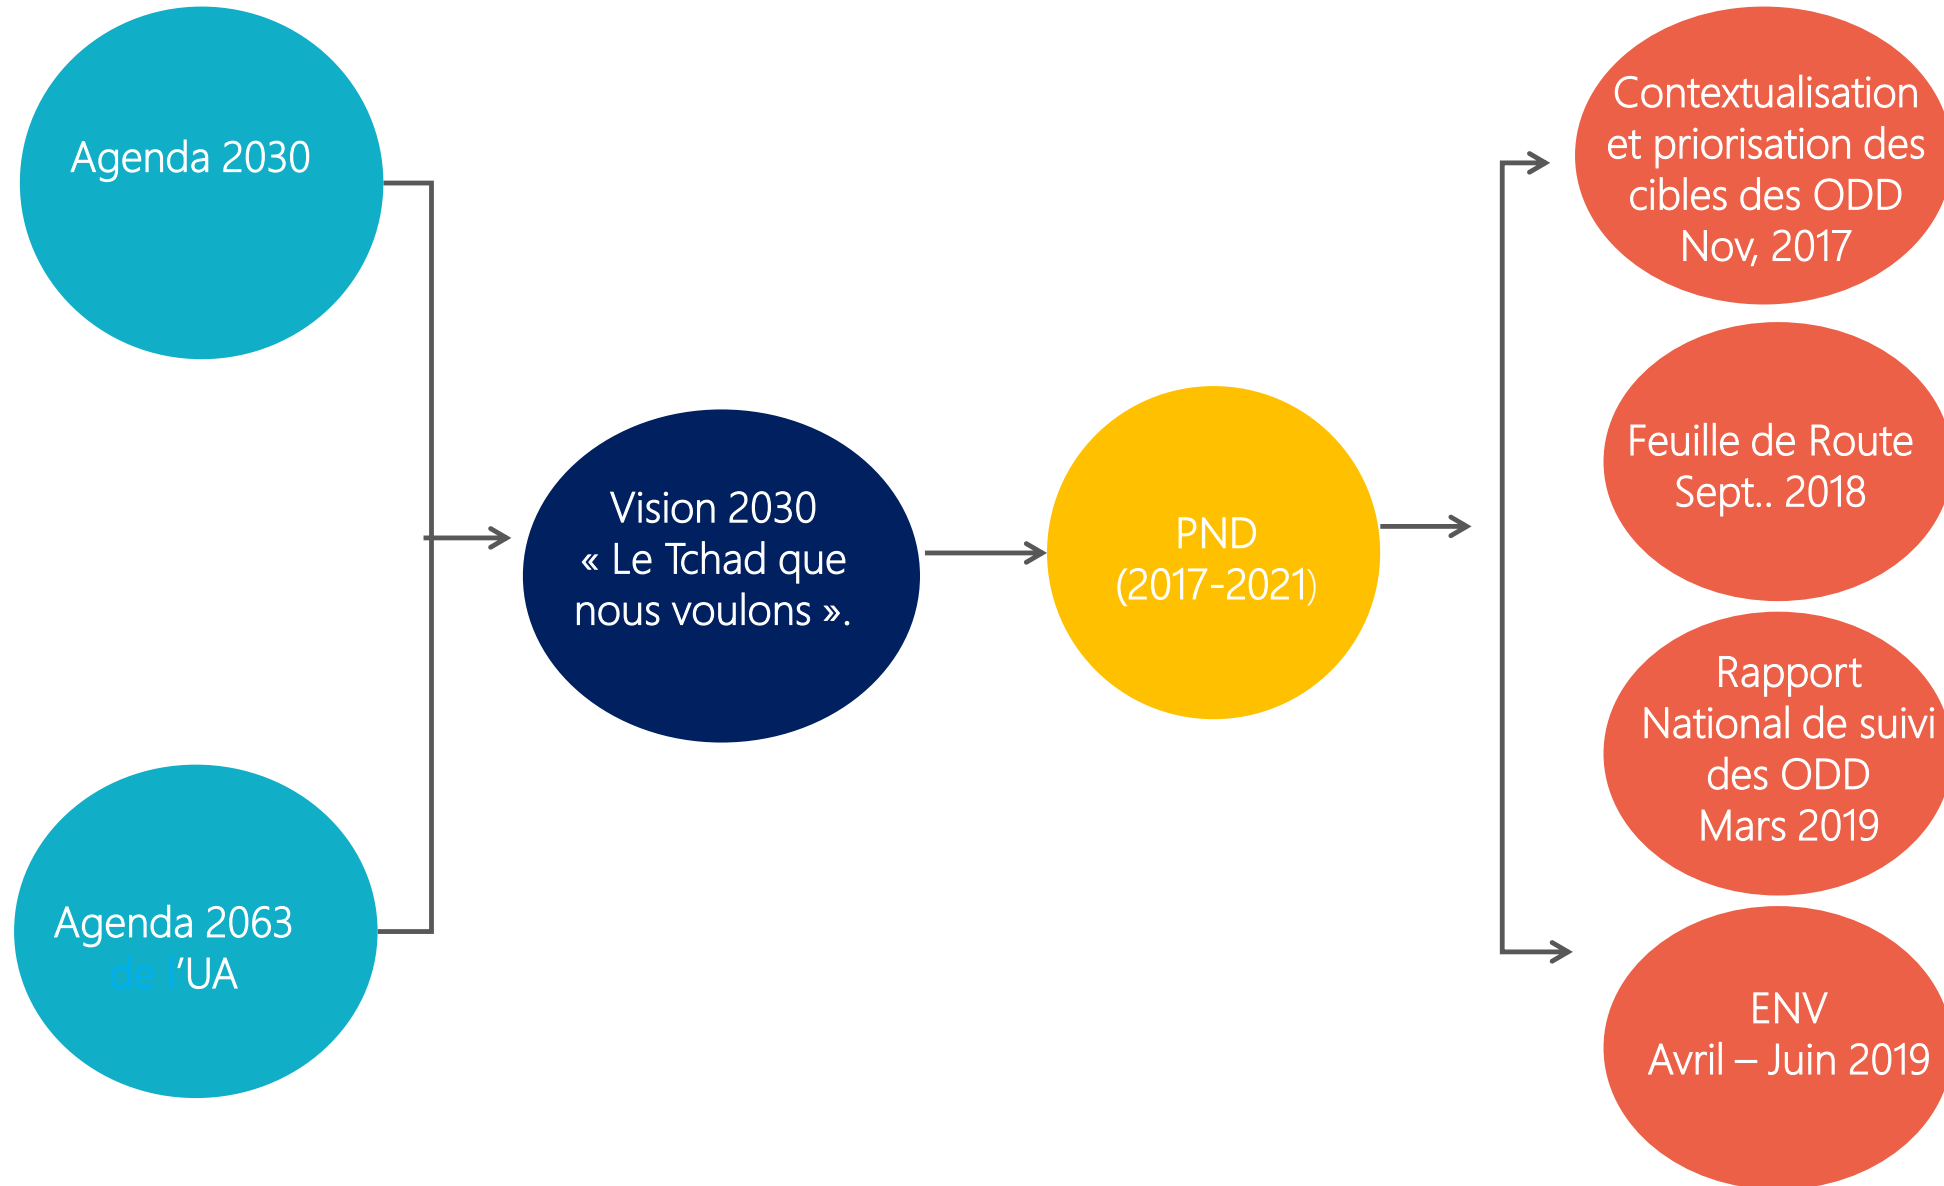 Agenda 2030
Agenda 2063
de l’UA
Vision 2030
« Le Tchad que
nous voulons ».
PND
(2017-2021)
Contextualisation
et priorisation des
cibles des ODD
Nov, 2017
Feuille de Route
Sept.. 2018
Rapport
National de suivi
des ODD
Mars 2019
ENV
Avril – Juin 2019